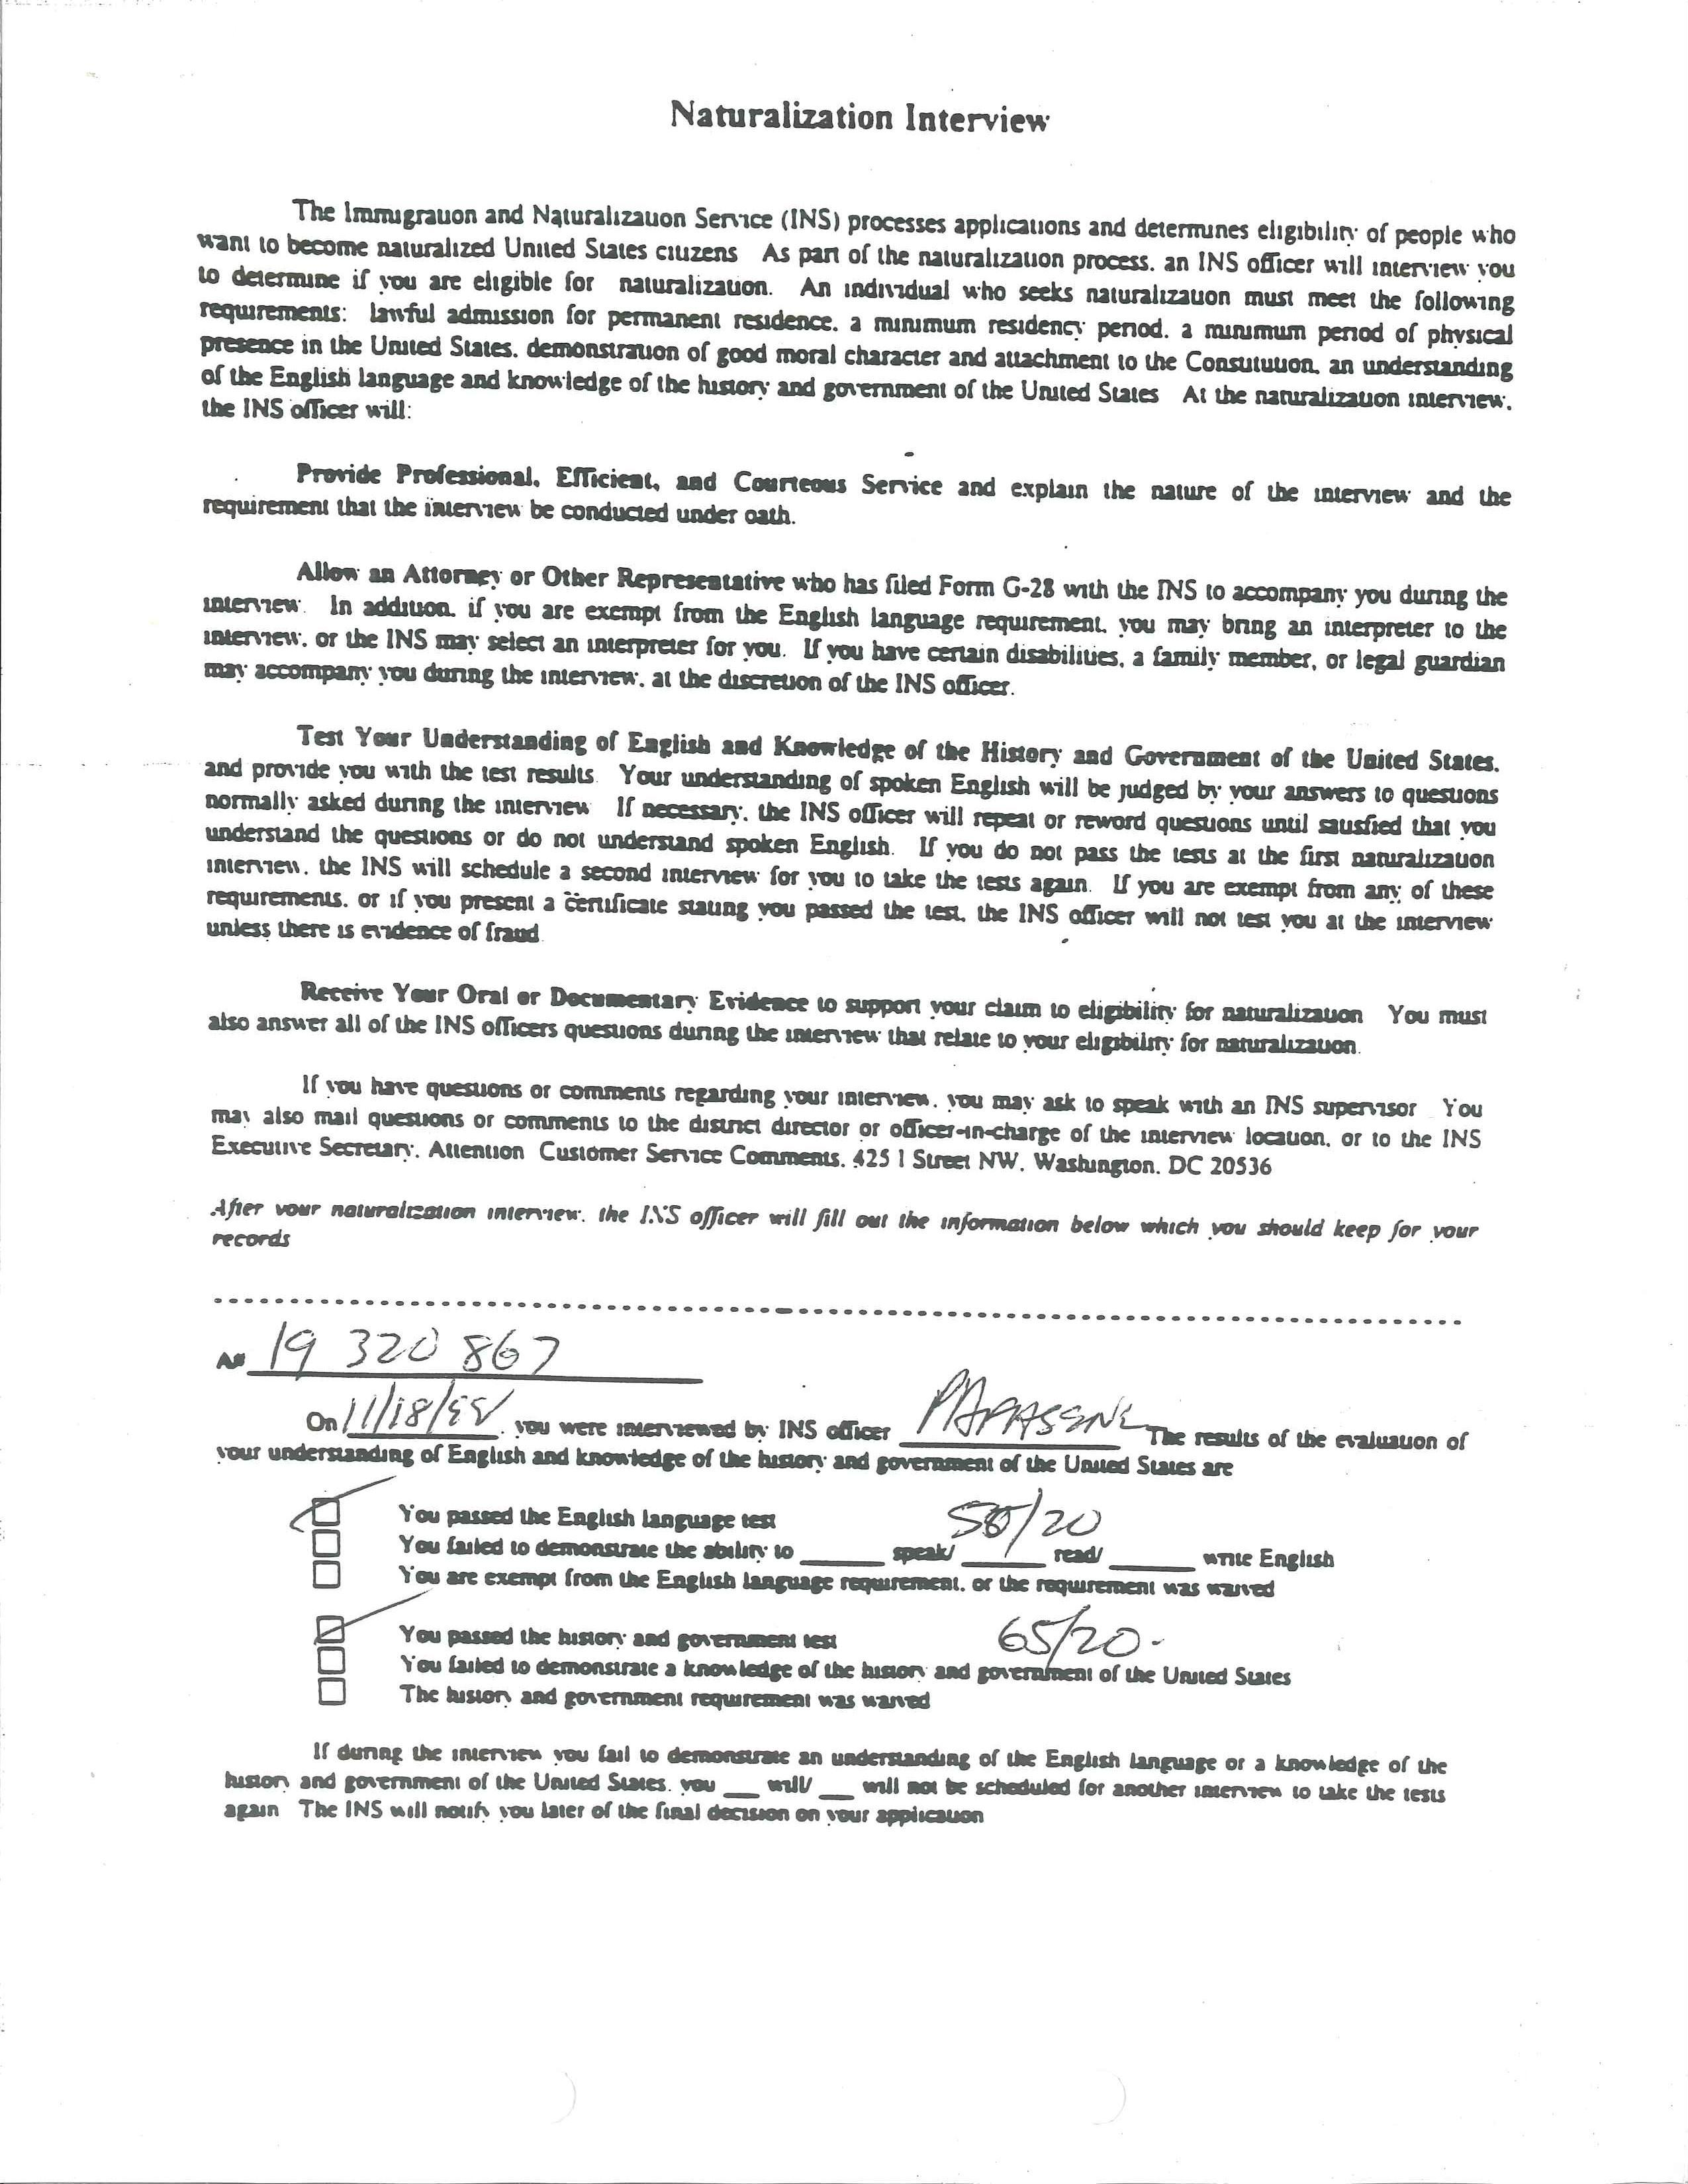 Naturalization Interview
The Immigration and Naturalization Service (INS) processes applications and determines eligibility of people who
want to become naturalized United States citizens As part of the naturalization process. an INS officer will interview you
to determine if you are eligible for naturalization. An individual who seeks naturalization must meet the following
requirements: lawful admission for permanent residence. a minimum residency period. a minimum period of physical
presence in the United States. demonstration of good moral character and attachment to the Constitution. an understanding
of the English language and knowledge of the history and government of the United States At the naturalization interview.
the INS officer will:
Provide Professional, Efficient, and Courteous Service and explain the nature of the interview and the
requirement that the interview be conducted under oath.
Allow an Attorney or Other Representative who has filed Form G-28 with the INS to accompany you during the
interview. In addition. if you are exempt from the English language requirement. you may bring an interpreter to the
interview. or the INS may select an interpreter for you. If you have certain disabilities, a family member, or legal guardian
may accompany you during the interview. at the discretion of the INS officer.
Test Your Understanding of English and Knowledge of the History and Government of the United States.
and provide you with the test results. Your understanding of spoken English will be judged by your answers to questions
normally asked during the interview If necessary. the INS officer will repeat or reword questions until satisfied that you
understand the questions or do not understand spoken English. If you do not pass the tests at the first naturalization
interview. the INS will schedule a second interview for you to take the tests again. If you are exempt from any of these
requirements. or if you present a certificate stating you passed the test. the INS officer will not test you at the interview
unless there is evidence of fraud.
Receive Your Oral or Documentary Evidence to support your claim to eligibility for naturalization You must
also answer all of the INS officers questions during the interview that relate to your eligibility for naturalization.
If you have questions or comments regarding your interview. you may ask to speak with an INS supervisor You
may also mail questions or comments to the district director or officer-in-charge of the interview location. or to the INS
Executive Secretary. Attention Customer Service Comments. 425 I Street NW. Washington. DC 20536
After your naturalization interview. the INS officer will fill out the information below which you should keep for your
records
A# 19 320 867
On 11/18/98 you were interviewed by INS officer The results of the evaluation of
your understanding of English and knowledge of the history and government of the United States are
You passed the English language test
/20
You failed to demonstrate the ability to ______ speak/ ______ read/ ______ write English
You are exempt from the English language requirement. or the requirement was waived
You passed the history and government test 65/20-
You failed to demonstrate a knowledge of the history and government of the United States
The history and government requirement was waived
If during the interview you fail to demonstrate an understanding of the English language or a knowledge of the
history and government of the United States. you __ will/ __ will not be scheduled for another interview to take the tests
again The INS will notify you later of the final decision on your application